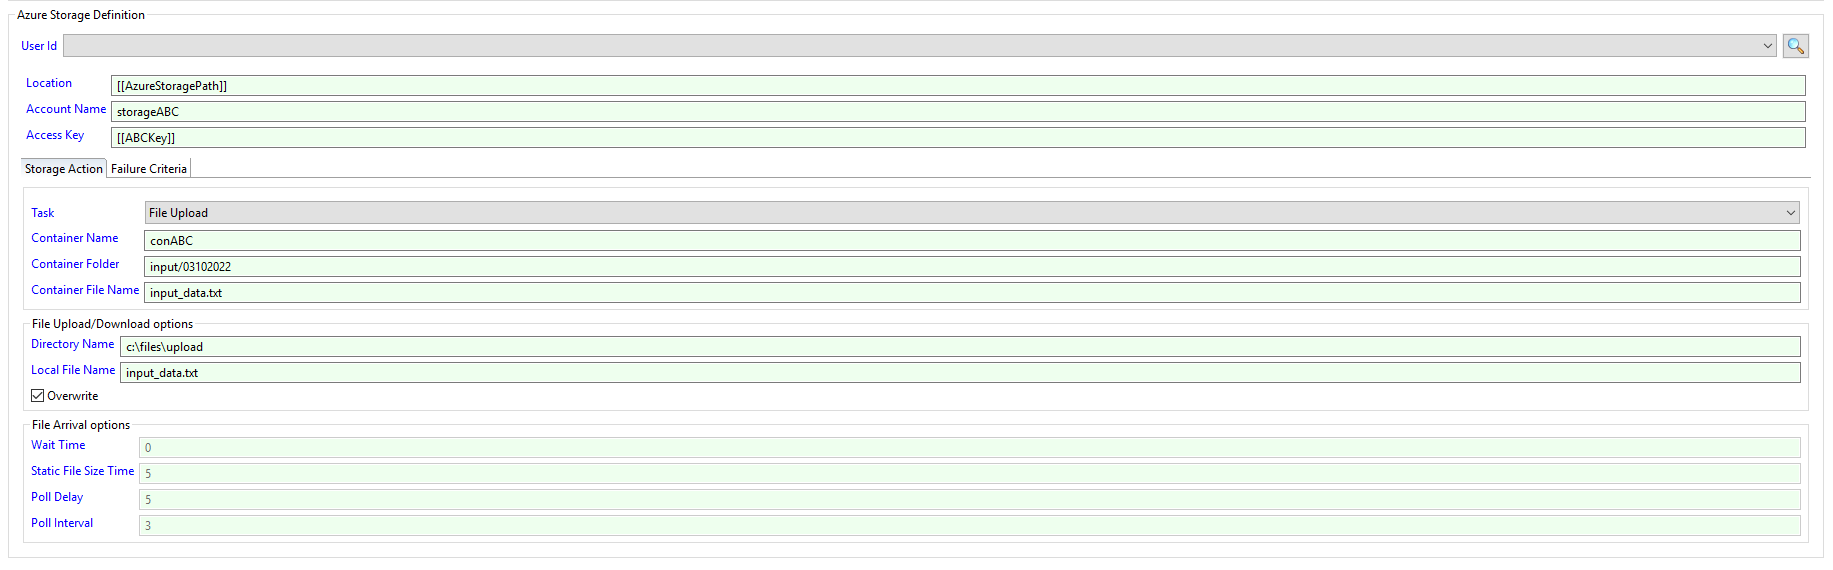 Azure Storage Definition
User Id
Location [[AzureStoragePath]]
Account Name storageABC
Access Key [[ABCKey]]
Storage Action Failure Criteria
Task File Upload
Container Name conABC
Container Folder input/03102022
Container File Name input_data.txt
File Upload/Download options
Directory Name c:\files\upload
Local File Name input_data.txt
Overwrite
File Arrival options
Wait Time 0
Static File Size Time 5
Poll Delay 5
Poll Interval 3